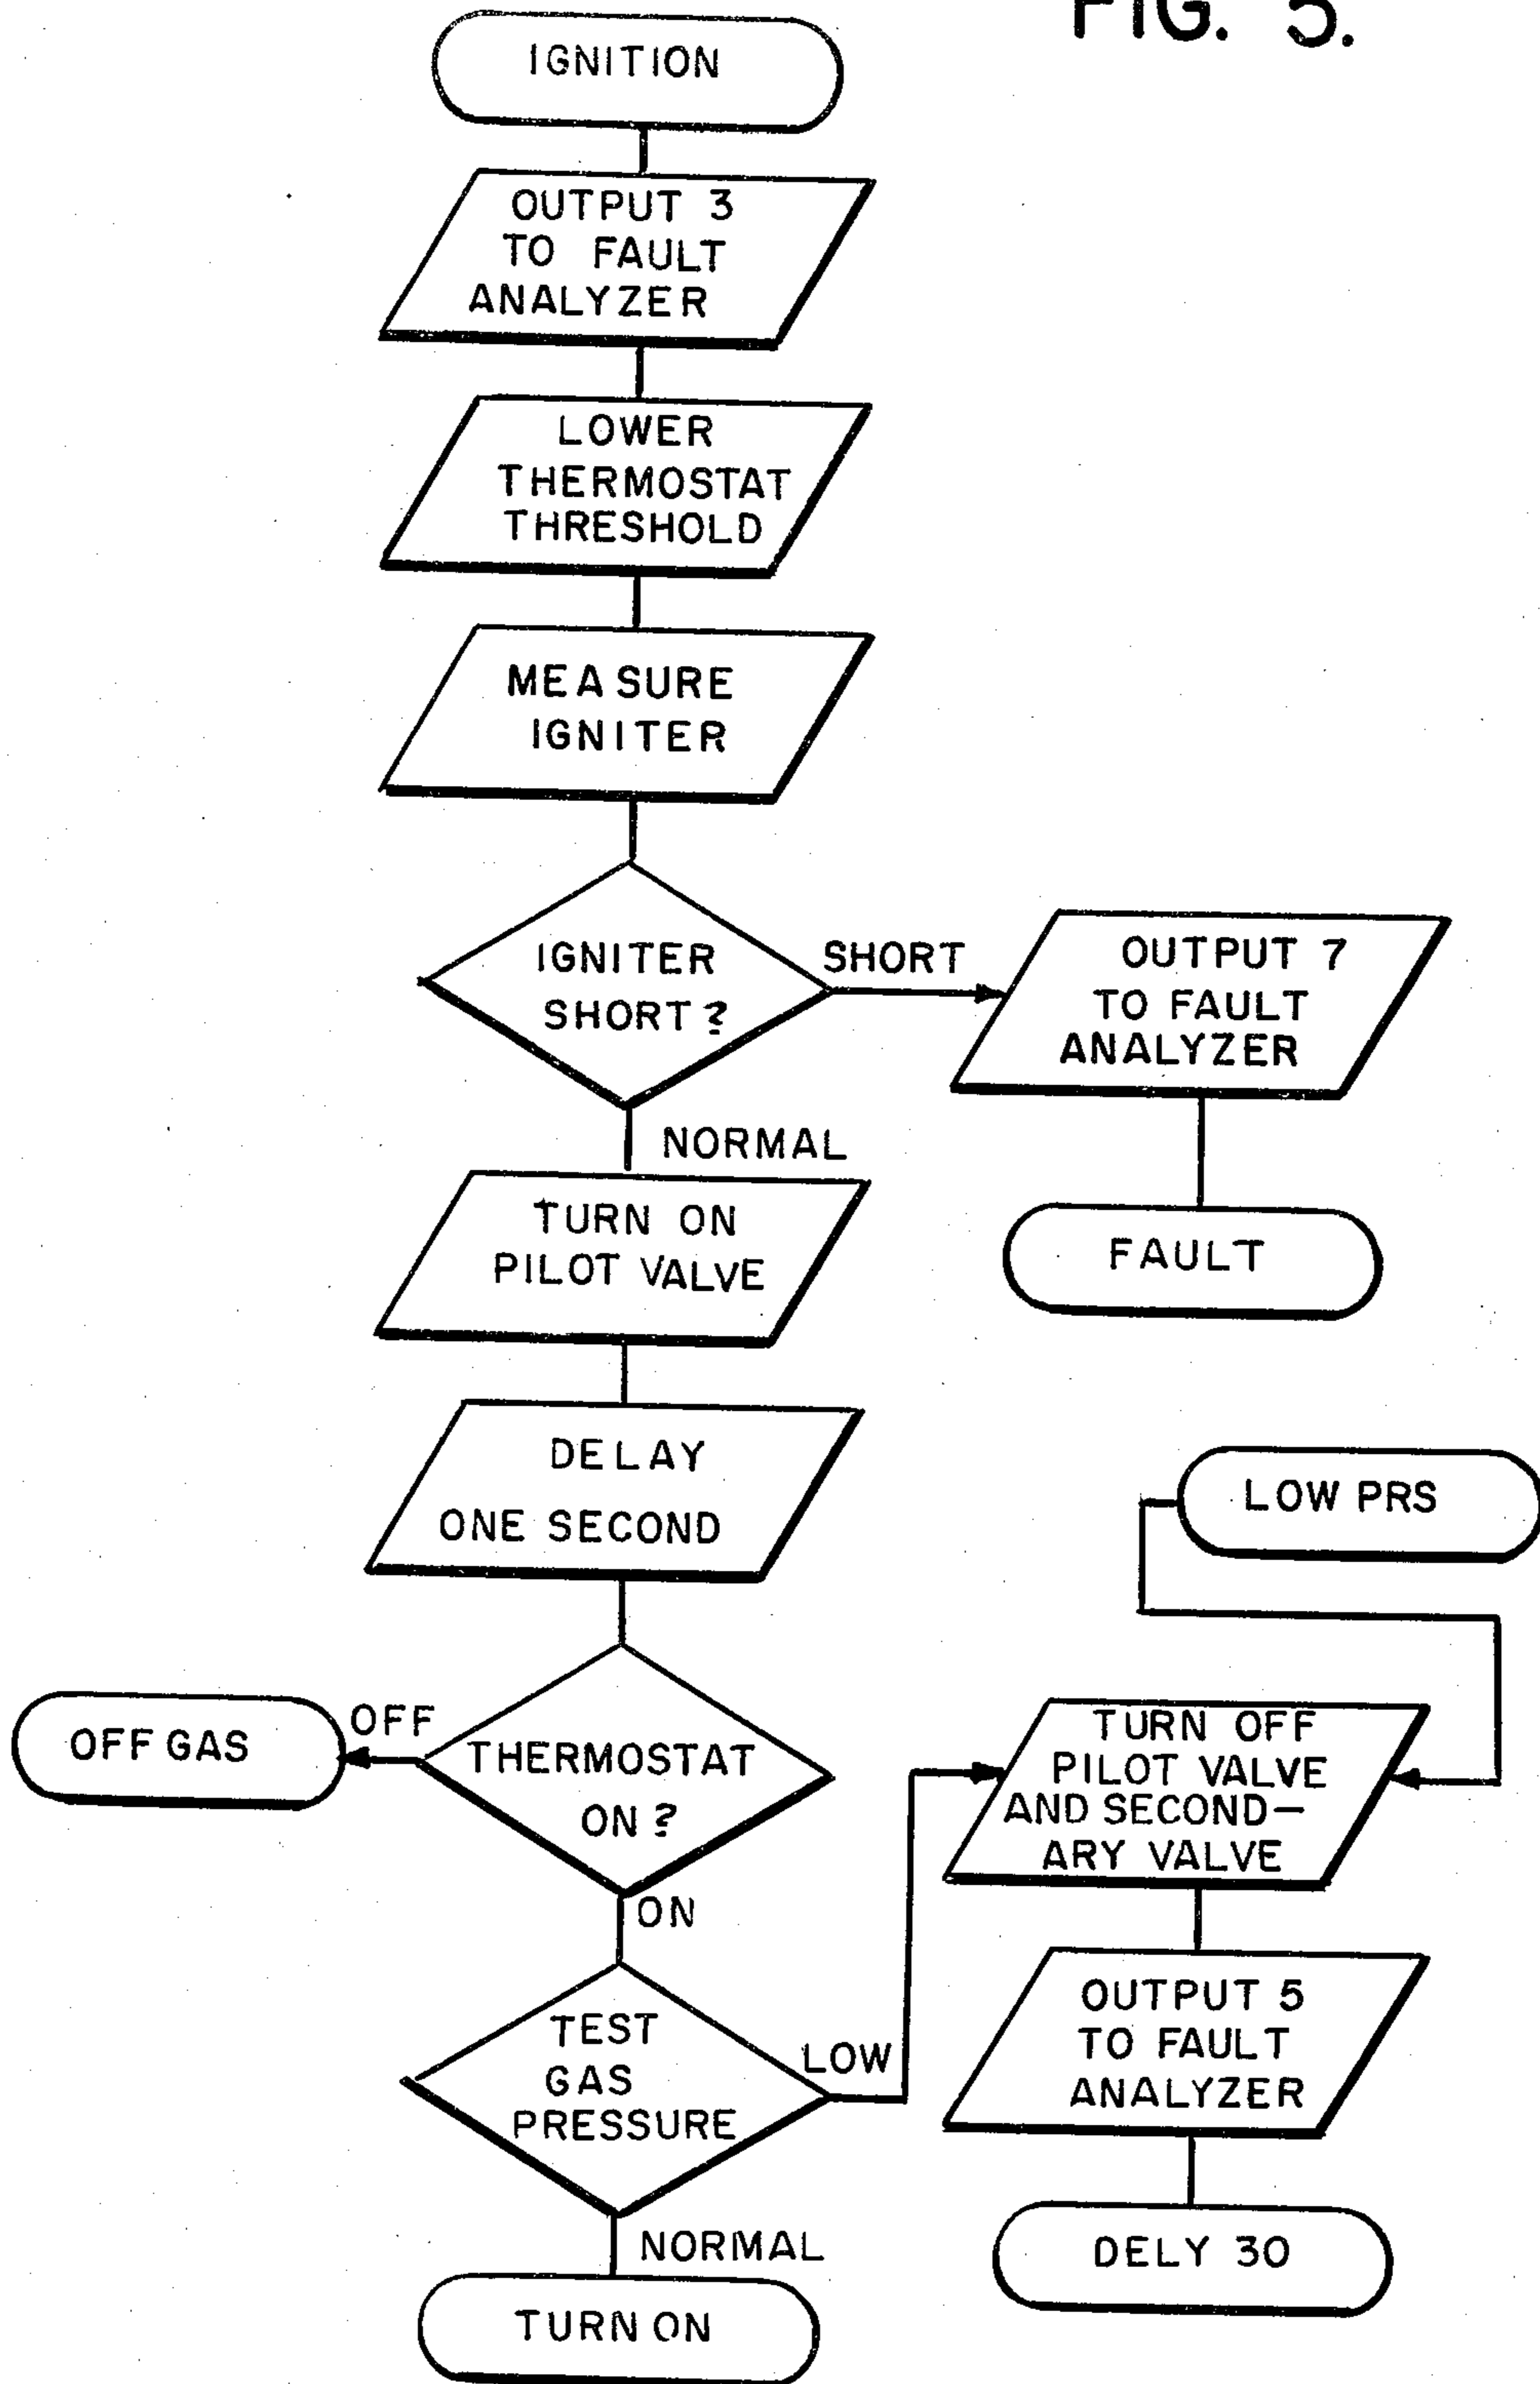 FIG. 5.
IGNITION
OUTPUT 3
TO FAULT
ANALYZER
LOWER
THERMOSTAT
THRESHOLD
MEASURE
IGNITER
IGNITER
SHORT?
SHORT
OUTPUT 7
TO FAULT
ANALYZER
FAULT
NORMAL
TURN ON
PILOT VALVE
DELAY
ONE SECOND
THERMOSTAT
ON?
OFF
OFF GAS
ON
TEST
GAS
PRESSURE
LOW
LOW PRS
TURN OFF
PILOT VALVE
AND SECOND-
ARY VALVE
OUTPUT 5
TO FAULT
ANALYZER
DELY 30
NORMAL
TURN ON